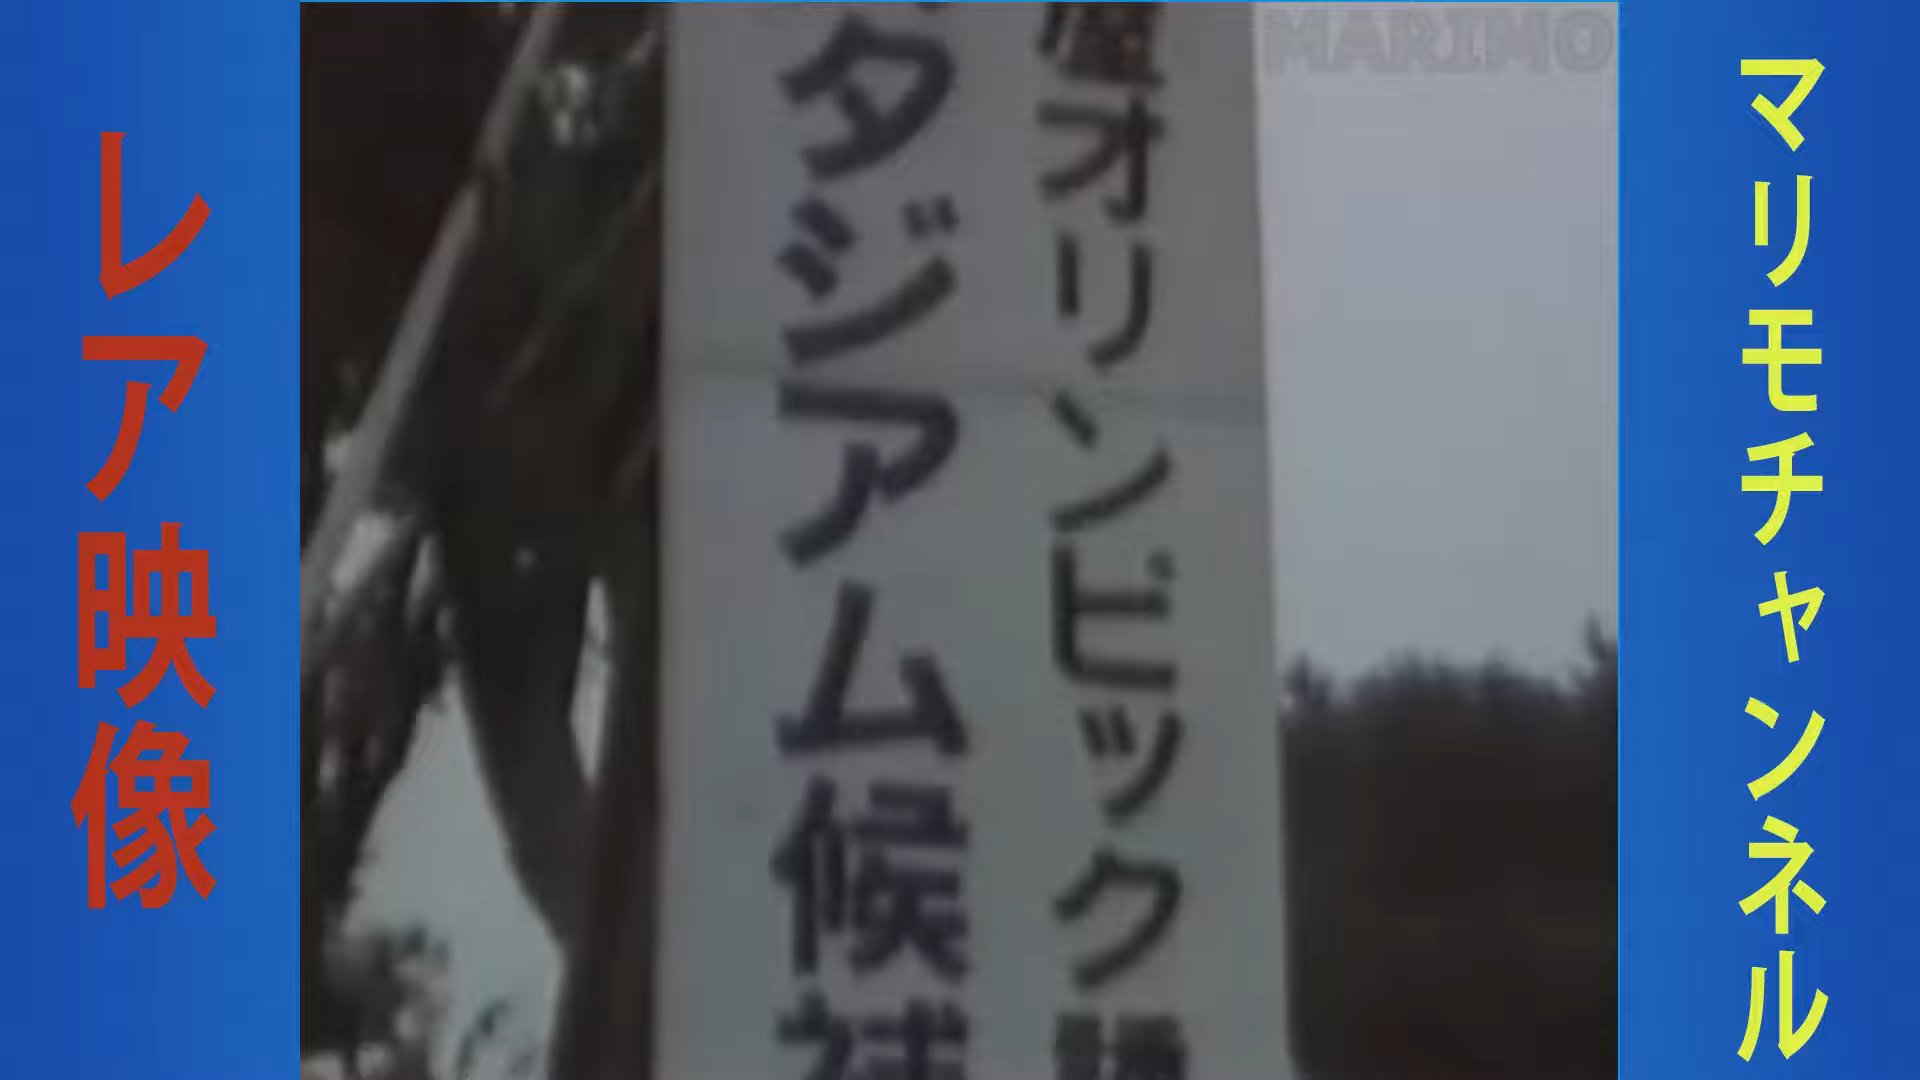 マリモチャンネル
MARIMO
オリンピック
タジアム候補
レア映像